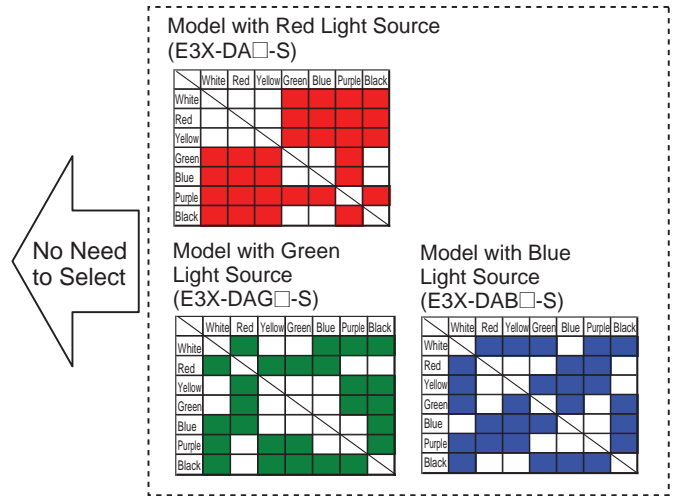 Model with Red Light Source
(E3X-DA□-S)
White Red Yellow Green Blue Purple Black
White
Red
Yellow
Green
Blue
Purple
Black
No Need
to Select
Model with Green
Light Source
(E3X-DAG□-S)
White Red Yellow Green Blue Purple Black
White
Red
Yellow
Green
Blue
Purple
Black
Model with Blue
Light Source
(E3X-DAB□-S)
White Red Yellow Green Blue Purple Black
White
Red
Yellow
Green
Blue
Purple
Black